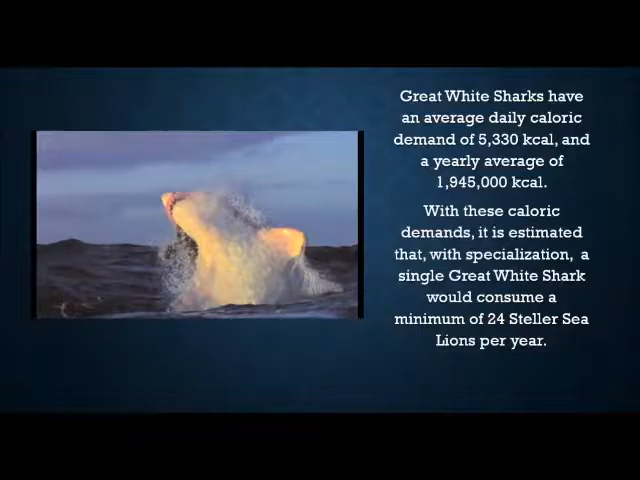 Great White Sharks have
an average daily caloric
demand of 5,330 kcal, and
a yearly average of
1,945,000 kcal.
With these caloric
demands, it is estimated
that, with specialization, a
single Great White Shark
would consume a
minimum of 24 Steller Sea
Lions per year.